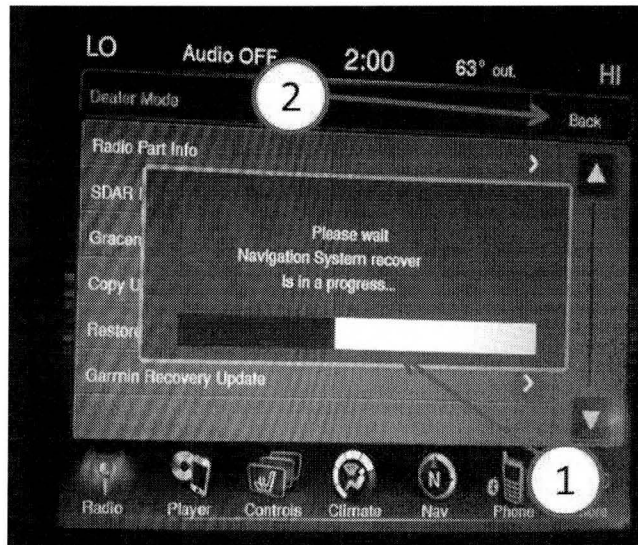 LO Audio OFF 2:00 63° out. HI
2
Dealer Mode Back
Radio Part Info
SDAR
Please wait
Navigation System recover
Is in a progress...
Copy U
Restore
Garmin Recovery Update
1
Radio Player Controls Climate Nav Phone